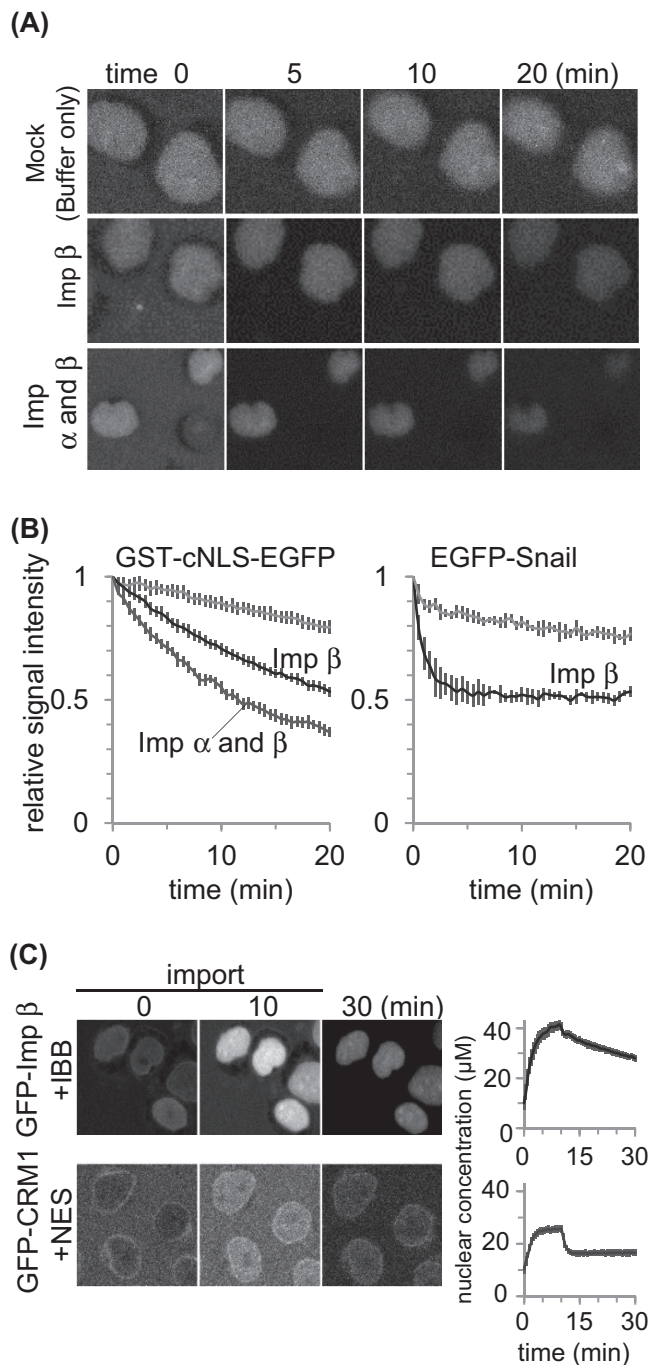 (A)
time 0 5 10 20 (min)
Mock
(Buffer only)
Imp β
Imp
α and β
(B)
GST-cNLS-EGFP EGFP-Snail
relative signal intensity
1
0.5
0
Imp β
Imp α and β
0 10 20
time (min)
1
0.5
0
Imp β
0 10 20
time (min)
(C)
import
0 10 30 (min)
GFP-Imp β
+IBB
GFP-CRM1
+NES
nuclear concentration (μM)
40
20
0
0 15 30
40
20
0
0 15 30
time (min)